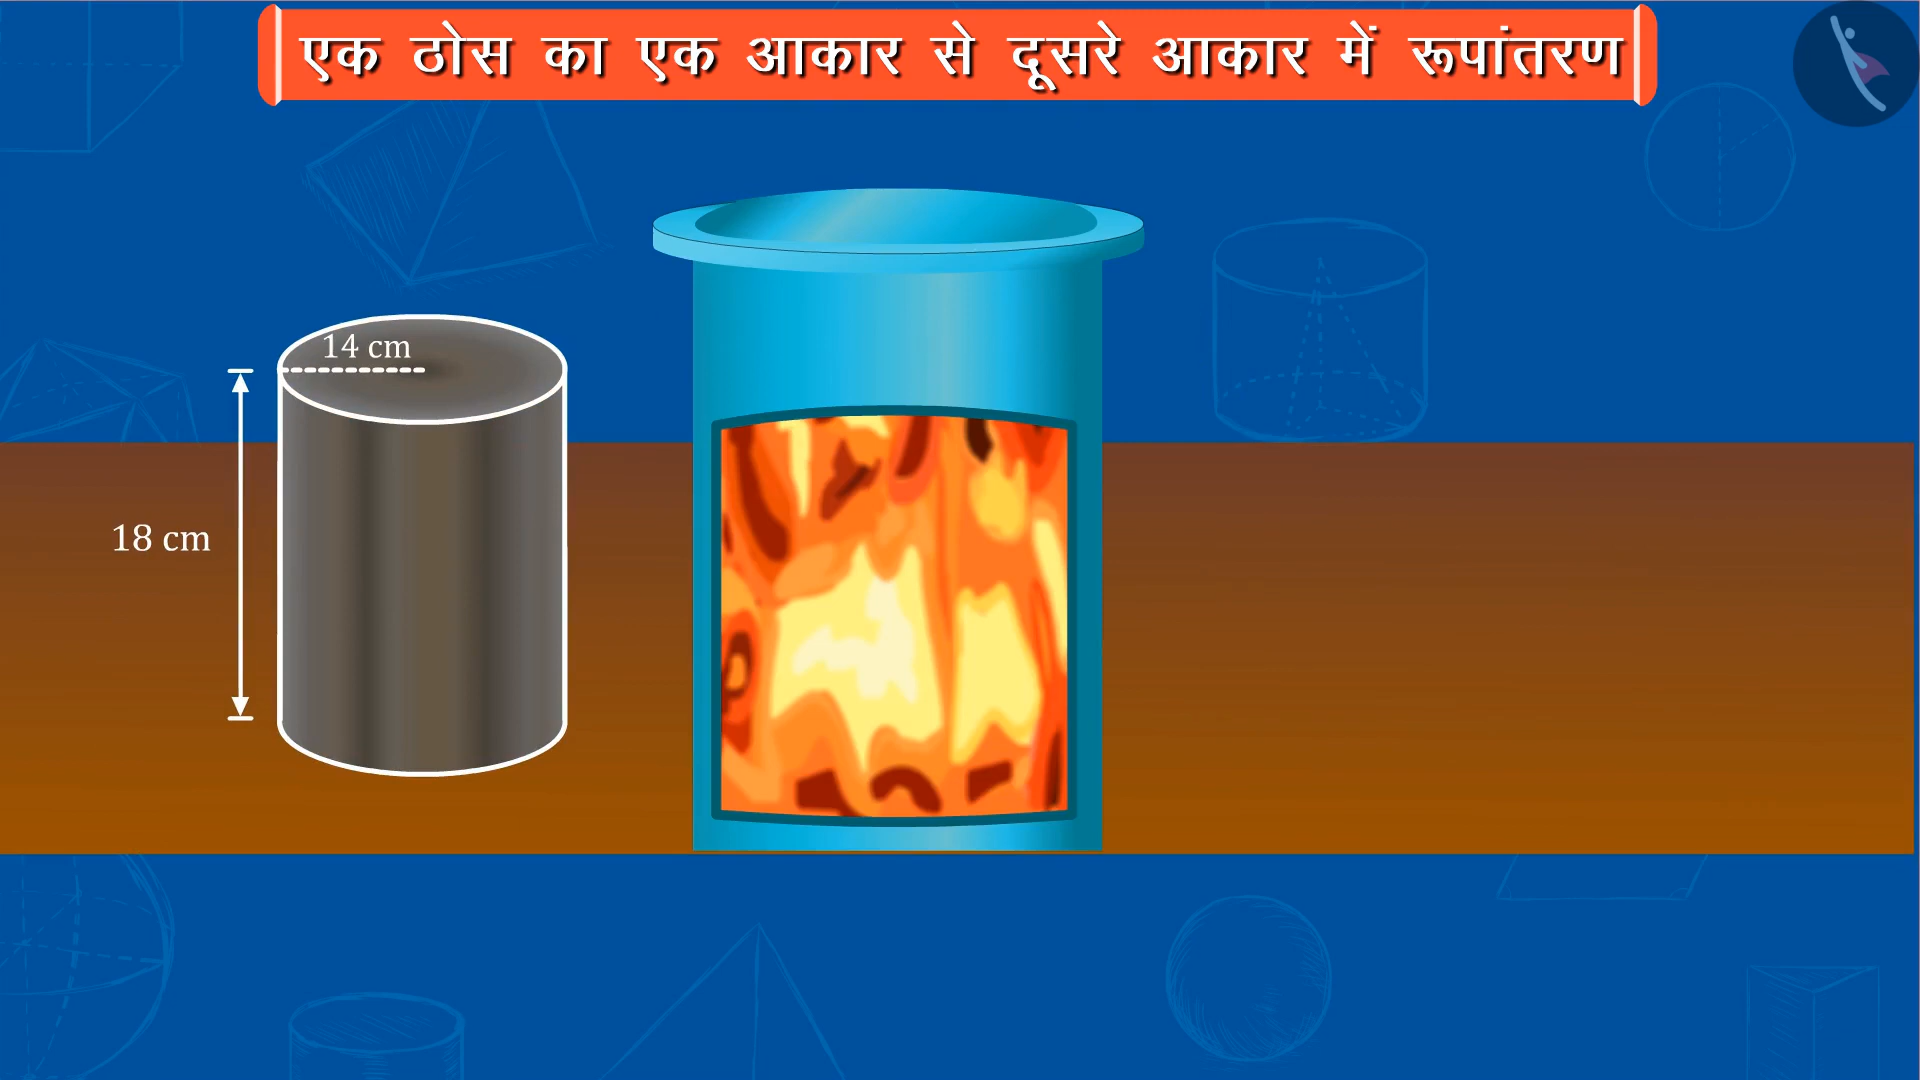 एक ठोस का एक आकार से दूसरे आकार में रूपांतरण
14 cm
18 cm